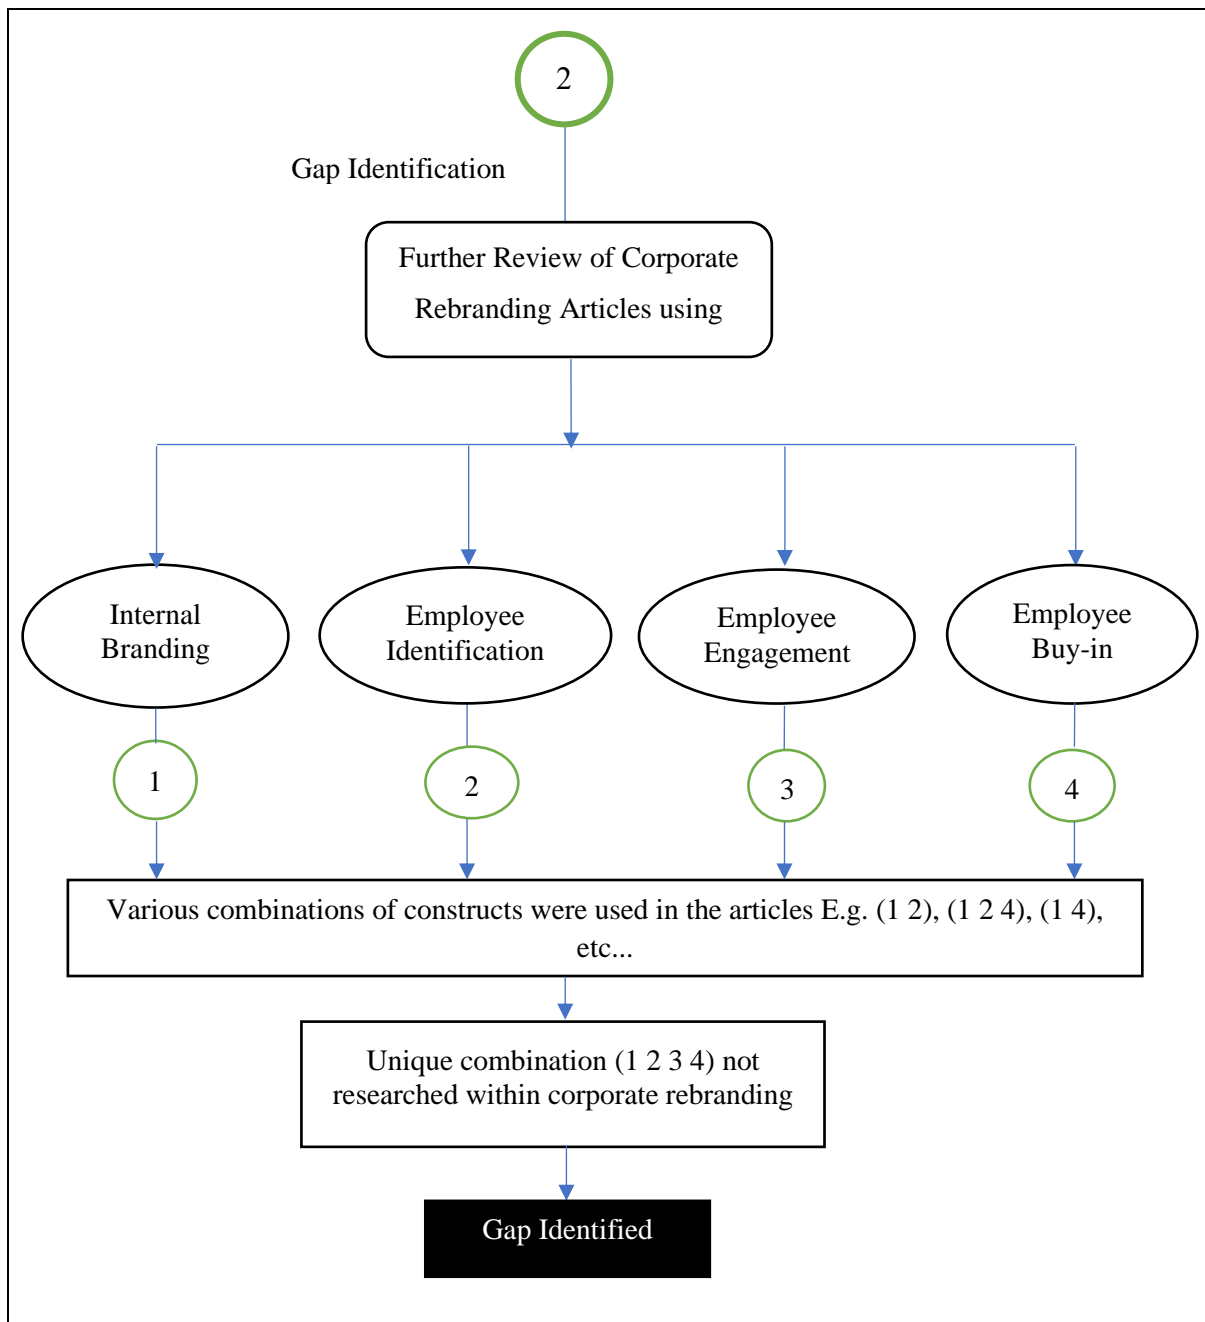 2
Gap Identification
Further Review of Corporate
Rebranding Articles using
Internal
Branding
Employee
Identification
Employee
Engagement
Employee
Buy-in
1
2
3
4
Various combinations of constructs were used in the articles E.g. (1 2), (1 2 4), (1 4),
etc...
Unique combination (1 2 3 4) not
researched within corporate rebranding
Gap Identified